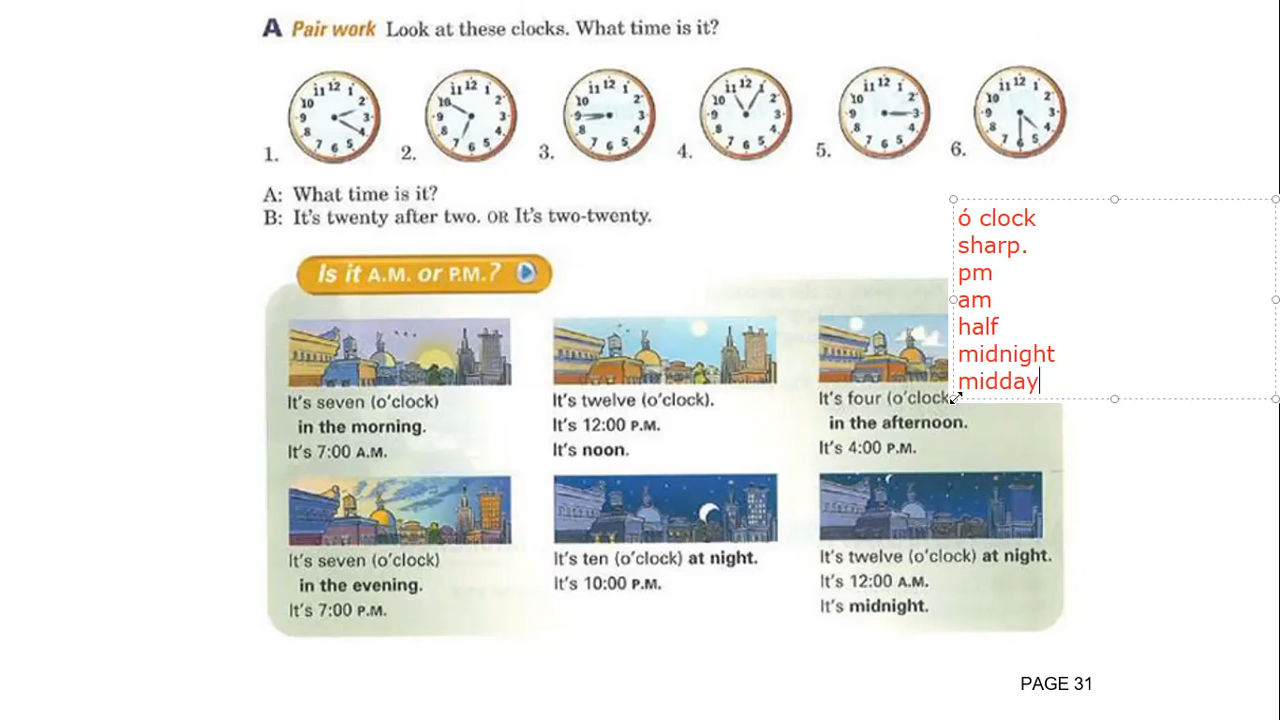 A Pair work Look at these clocks. What time is it?
1.
2.
3.
4.
5.
6.
A: What time is it?
B: It's twenty after two. OR It's two-twenty.
ó clock
sharp.
pm
am
half
midnight
midday
Is it A.M. or P.M.?
It's seven (o'clock)
in the morning.
It's 7:00 A.M.
It's twelve (o'clock).
It's 12:00 P.M.
It's noon.
It's four (o'clock
in the afternoon.
It's 4:00 P.M.
It's seven (o'clock)
in the evening.
It's 7:00 P.M.
It's ten (o'clock) at night.
It's 10:00 P.M.
It's twelve (o'clock) at night.
It's 12:00 A.M.
It's midnight.
PAGE 31